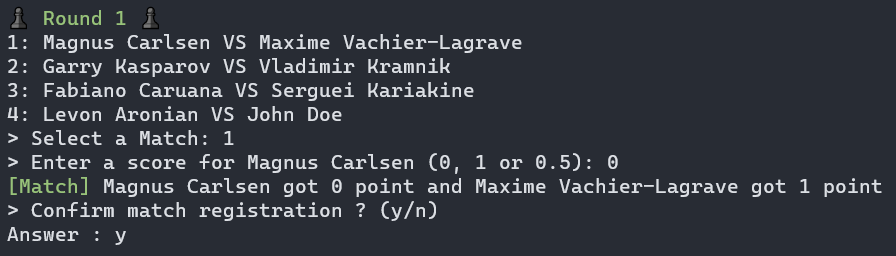 ♟ Round 1 ♟
1: Magnus Carlsen VS Maxime Vachier-Lagrave
2: Garry Kasparov VS Vladimir Kramnik
3: Fabiano Caruana VS Serguei Kariakine
4: Levon Aronian VS John Doe
> Select a Match: 1
> Enter a score for Magnus Carlsen (0, 1 or 0.5): 0
[Match] Magnus Carlsen got 0 point and Maxime Vachier-Lagrave got 1 point
> Confirm match registration ? (y/n)
Answer : y